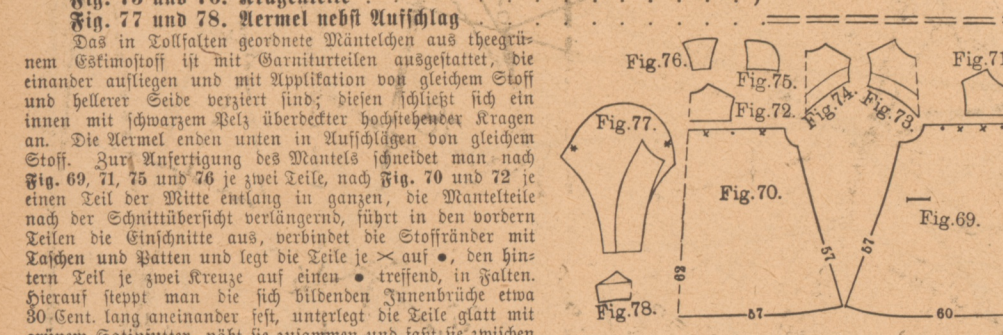 Fig. 77 und 78. Aermel nebst Aufschlag
Das in Tollfalten geordnete Mäntelchen aus theegrü-
nem Eskimostoff ist mit Garniturteilen ausgestattet, die
einander aufliegen und mit Applikation von gleichem Stoff
und hellerer Seide verziert sind; diesen schließt sich ein
innen mit schwarzem Pelz überdeckter hochstehender Kragen
an. Die Aermel enden unten in Aufschlägen von gleichem
Stoff. Zur Anfertigung des Mantels schneidet man nach
Fig. 69, 71, 75 und 76 je zwei Teile, nach Fig. 70 und 72 je
einen Teil der Mitte entlang in ganzen, die Mantelteile
nach der Schnittübersicht verlängernd, führt in den vordern
Teilen die Einschnitte aus, verbindet die Stoffränder mit
Taschen und Patten und legt die Teile je × auf ●, den hin-
tern Teil je zwei Kreuze auf einen ● treffend, in Falten.
Hierauf steppt man die sich bildenden Innenbrüche etwa
30 Cent. lang aneinander fest, unterlegt die Teile glatt mit
Fig.76.
Fig.75.
Fig.74.
Fig.73.
Fig.71
Fig.72.
Fig.77.
Fig.70.
Fig.69.
Fig.78.
57
57
57
60